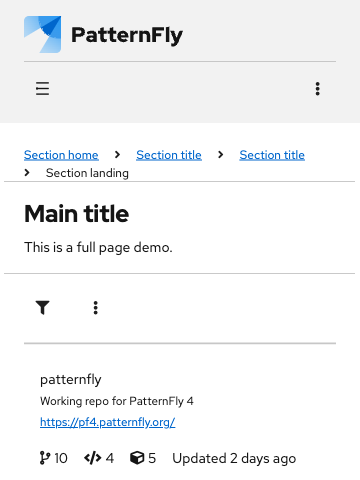 PatternFly
Section home Section title Section title
Section landing
Main title
This is a full page demo.
patternfly
Working repo for PatternFly 4
https://pf4.patternfly.org/
10 4 5 Updated 2 days ago